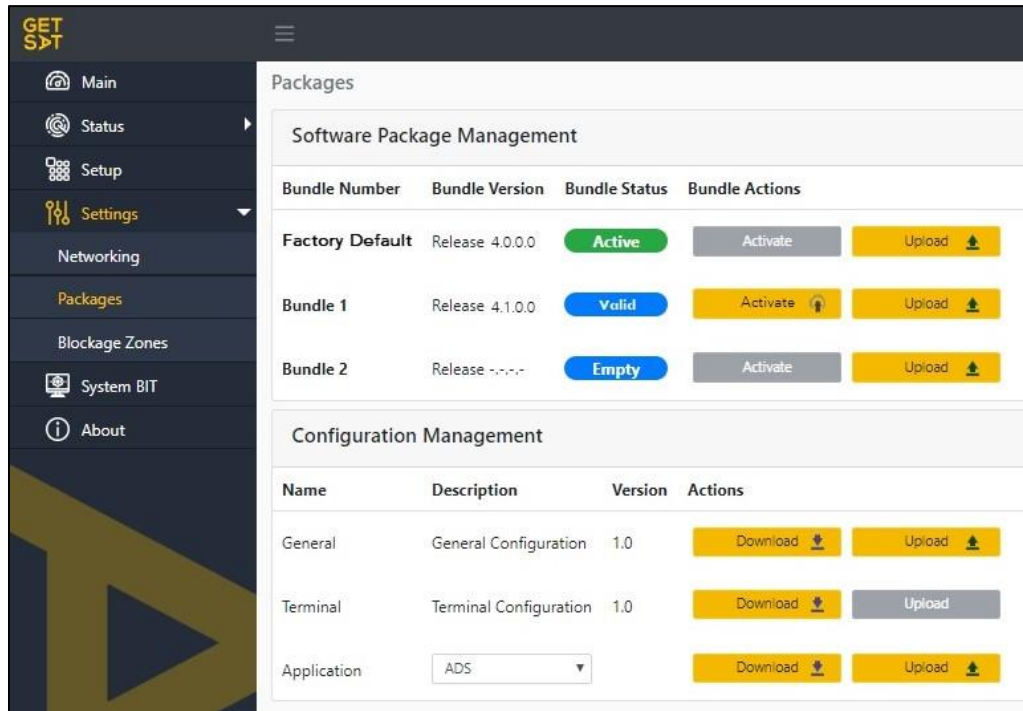 GET
SAT
Main
Status
Setup
Settings
Networking
Packages
Blockage Zones
System BIT
About
Packages
Software Package Management
Bundle Number Bundle Version Bundle Status Bundle Actions
Factory Default Release 4.0.0.0 Active Activate Upload
Bundle 1 Release 4.1.0.0 Valid Activate Upload
Bundle 2 Release -.-.-.- Empty Activate Upload
Configuration Management
Name Description Version Actions
General General Configuration 1.0 Download Upload
Terminal Terminal Configuration 1.0 Download Upload
Application ADS Download Upload